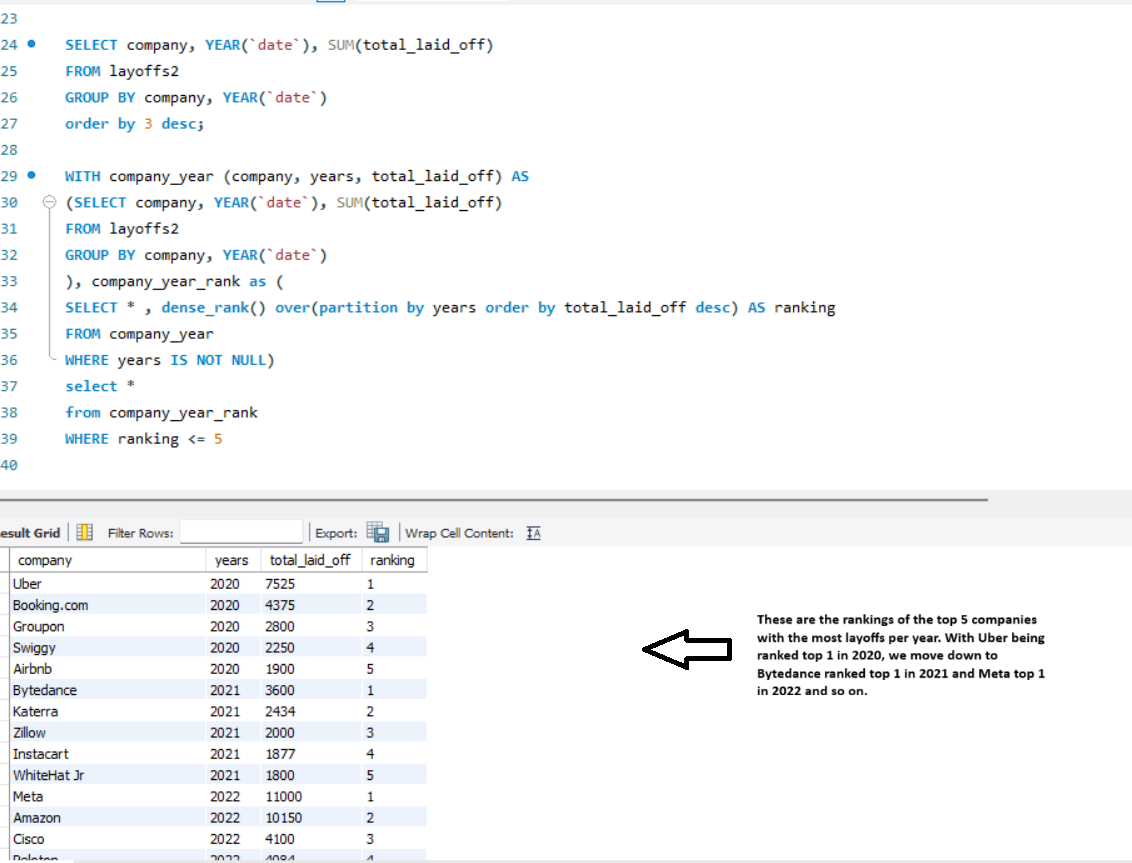 23
24 SELECT company, YEAR(`date`), SUM(total_laid_off)
25 FROM layoffs2
26 GROUP BY company, YEAR(`date`)
27 order by 3 desc;
28
29 WITH company_year (company, years, total_laid_off) AS
30 (SELECT company, YEAR(`date`), SUM(total_laid_off)
31 FROM layoffs2
32 GROUP BY company, YEAR(`date`)
33 ), company_year_rank as (
34 SELECT * , dense_rank() over(partition by years order by total_laid_off desc) AS ranking
35 FROM company_year
36 WHERE years IS NOT NULL)
37 select *
38 from company_year_rank
39 WHERE ranking <= 5
40
esult Grid Filter Rows: Export: Wrap Cell Content:
company years total_laid_off ranking
Uber 2020 7525 1
Booking.com 2020 4375 2
Groupon 2020 2800 3
Swiggy 2020 2250 4
Airbnb 2020 1900 5
Bytedance 2021 3600 1
Katerra 2021 2434 2
Zillow 2021 2000 3
Instacart 2021 1877 4
WhiteHat Jr 2021 1800 5
Meta 2022 11000 1
Amazon 2022 10150 2
Cisco 2022 4100 3
Peloton 2022 4084 4
These are the rankings of the top 5 companies
with the most layoffs per year. With Uber being
ranked top 1 in 2020, we move down to
Bytedance ranked top 1 in 2021 and Meta top 1
in 2022 and so on.